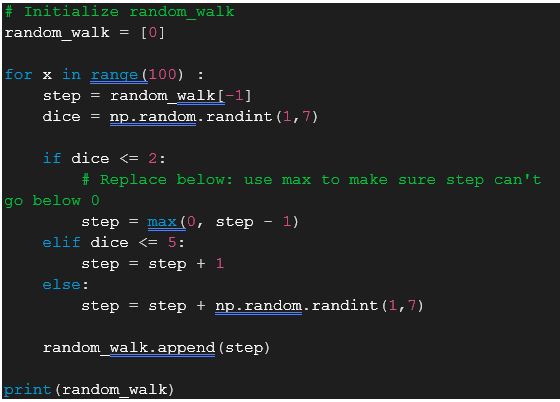 # Initialize random_walk
random_walk = [0]
for x in range(100) :
step = random_walk[-1]
dice = np.random.randint(1,7)
if dice <= 2:
# Replace below: use max to make sure step can't
go below 0
step = max(0, step - 1)
elif dice <= 5:
step = step + 1
else:
step = step + np.random.randint(1,7)
random_walk.append(step)
print(random_walk)